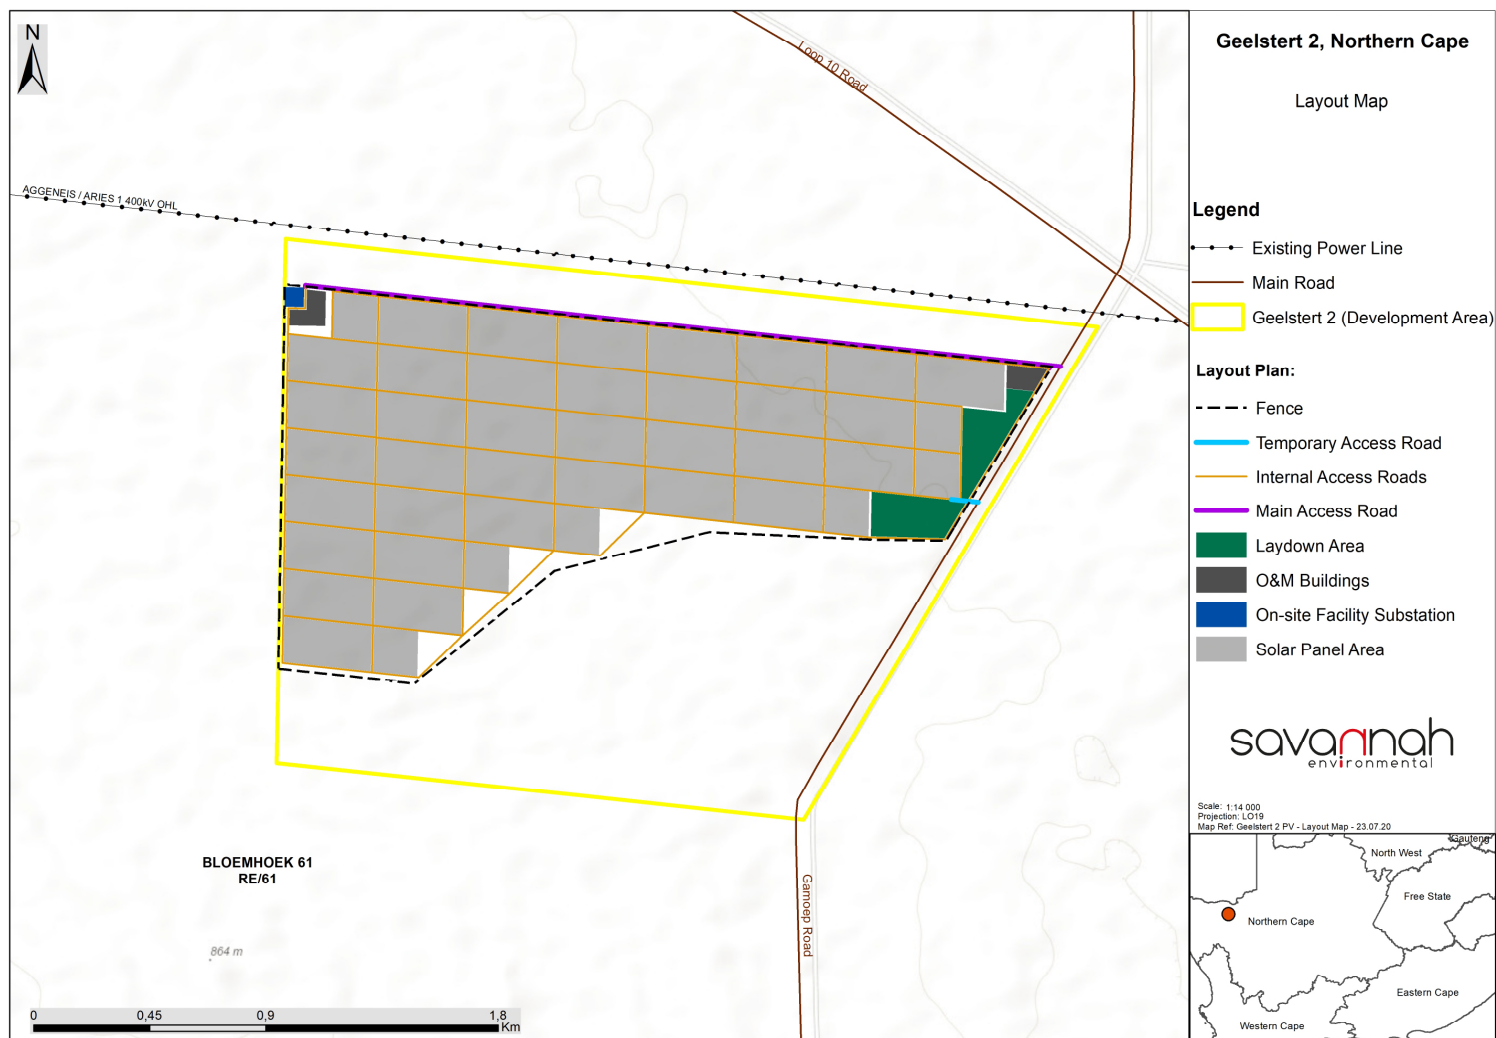 N
Loop 10 Road
AGGENEIS / ARIES 1 400kV OHL
BLOEMHOEK 61
RE/61
864 m
Gamoep Road
0
0,45
0,9
1,8
Km
Geelstert 2, Northern Cape
Layout Map
Legend
Existing Power Line
Main Road
Geelstert 2 (Development Area)
Layout Plan:
Fence
Temporary Access Road
Internal Access Roads
Main Access Road
Laydown Area
O&M Buildings
On-site Facility Substation
Solar Panel Area
savannah
environmental
Scale: 1:14 000
Projection: LO19
Map Ref: Geelstert 2 PV - Layout Map - 23.07.20
Gauteng
North West
Free State
Northern Cape
Eastern Cape
Western Cape